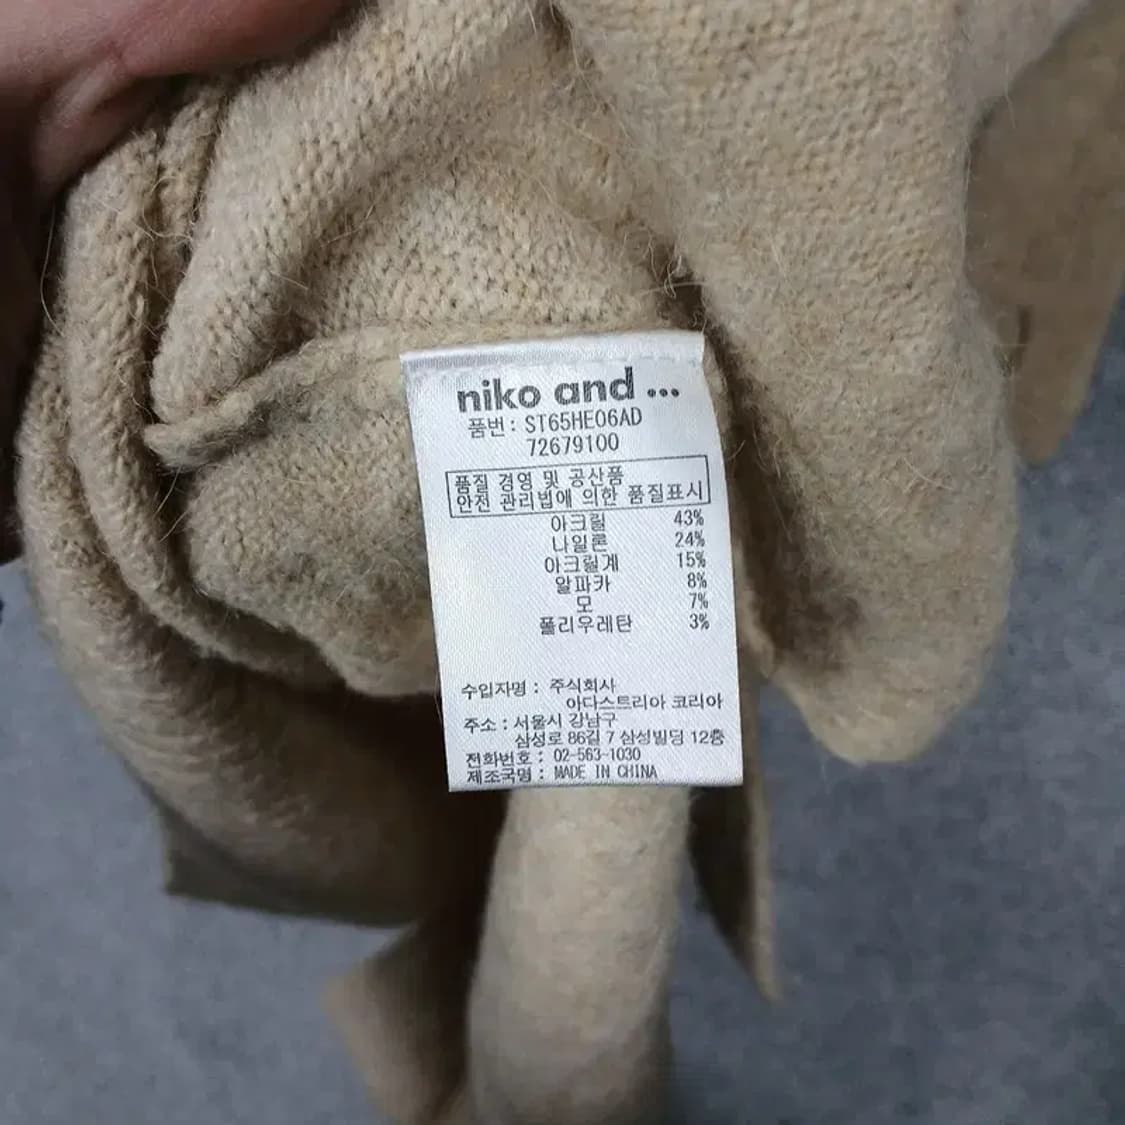 niko and ...
품번: ST65HE06AD
72679100
품질 경영 및 공산품
안전 관리법에 의한 품질표시
아크릴 43%
나일론 24%
아크릴계 15%
알파카 8%
모 7%
폴리우레탄 3%
수입자명 : 주식회사
아다스트리아 코리아
주소 : 서울시 강남구
삼성로 86길 7 삼성빌딩 12층
전화번호 : 02-563-1030
제조국명 : MADE IN CHINA